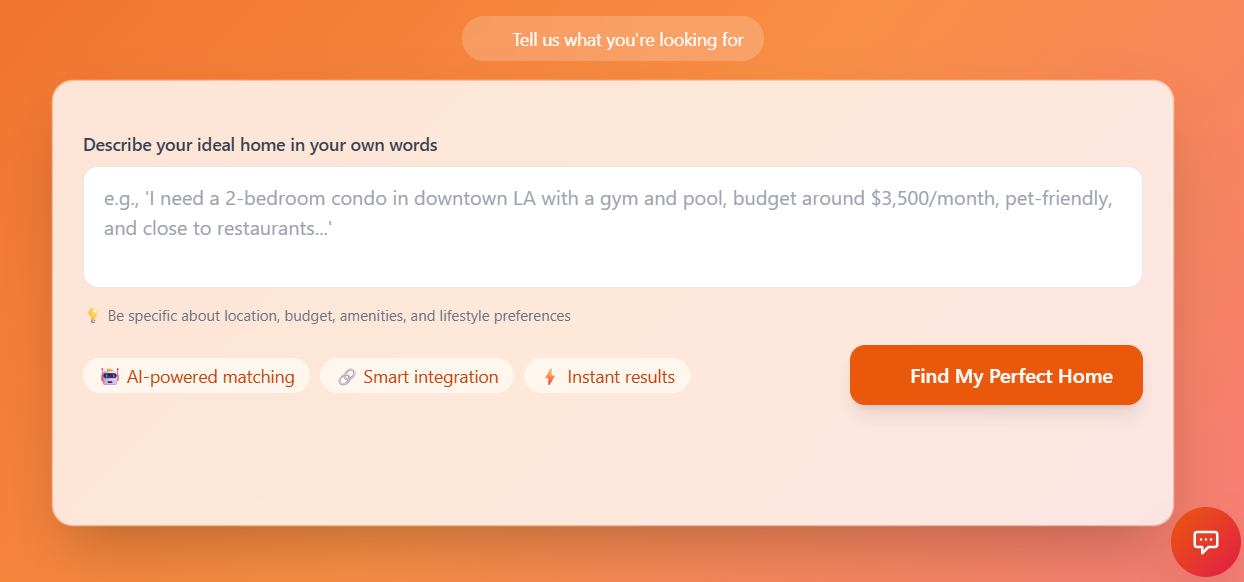 Tell us what you're looking for
Describe your ideal home in your own words
e.g., 'I need a 2-bedroom condo in downtown LA with a gym and pool, budget around $3,500/month, pet-friendly,
and close to restaurants...'
💡 Be specific about location, budget, amenities, and lifestyle preferences
🤖 AI-powered matching
🔗 Smart integration
⚡ Instant results
Find My Perfect Home